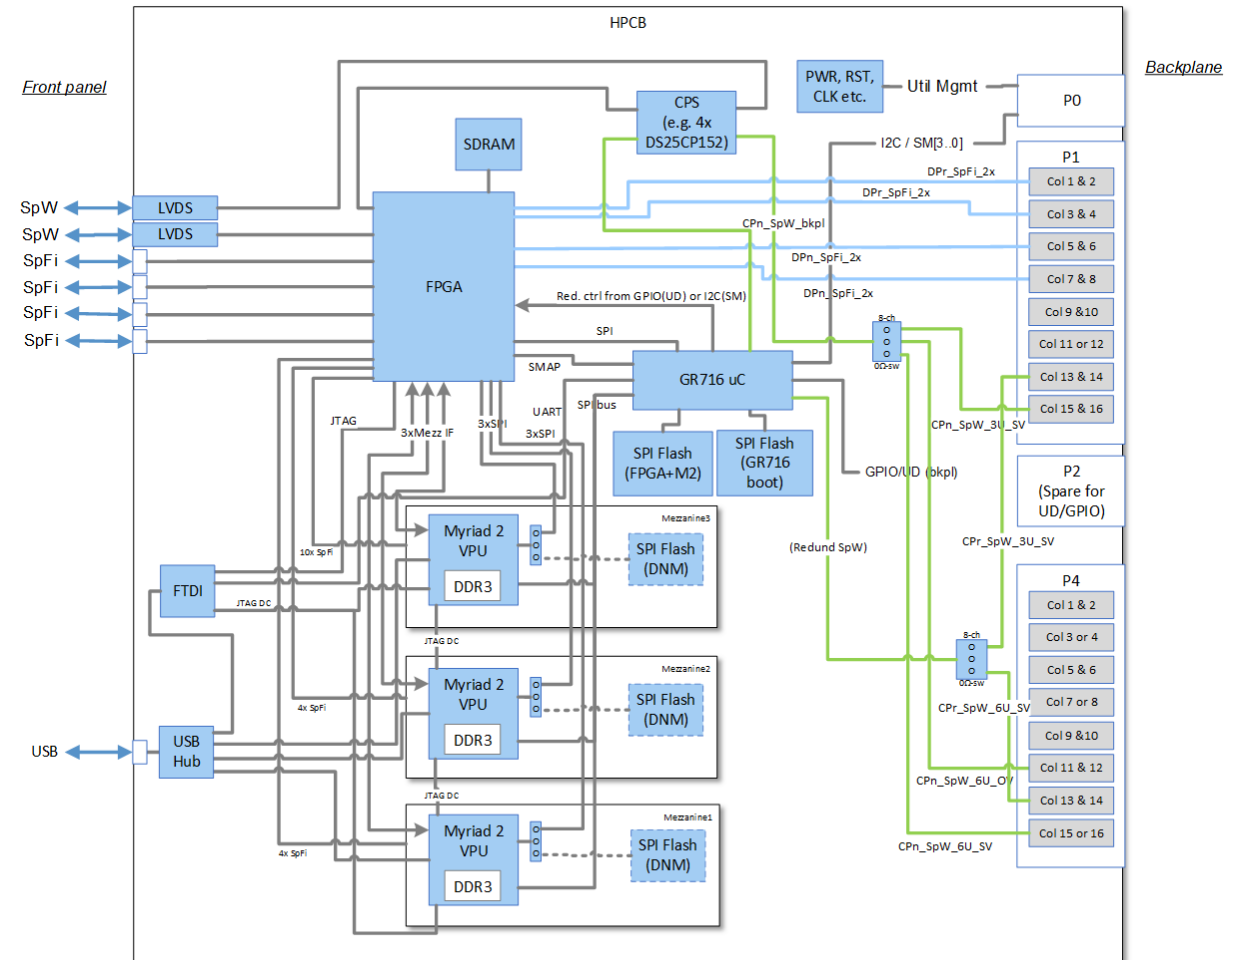 HPCB
Front panel
Backplane
PWR, RST,
CLK etc.
Util Mgmt
P0
CPS
(e.g. 4x
DS25CP152)
SDRAM
I2C / SM[3..0]
P1
DPr_SpFi_2x
Col 1 & 2
DPr_SpFi_2x
SpW
LVDS
Col 3 & 4
CPn_SpW_bkpl
SpW
LVDS
Col 5 & 6
DPn_SpFi_2x
SpFi
Col 7 & 8
SpFi
FPGA
DPn_SpFi_2x
Red. ctrl from GPIO(UD) or I2C(SM)
Col 9 &10
SpFi
8-ch
SpFi
SPI
Col 11 or 12
0Ω-sw
SMAP
GR716 uC
Col 13 & 14
UART
SPI bus
Col 15 & 16
JTAG
3xMezz IF
3xSPI
3xSPI
CPn_SpW_3U_SV
SPI Flash
(FPGA+M2)
SPI Flash
(GR716
boot)
GPIO/UD (bkpl)
P2
(Spare for
UD/GPIO)
Mezzanine3
Myriad 2
VPU
DDR3
SPI Flash
(DNM)
10x SpFi
(Redund SpW)
CPr_SpW_3U_SV
FTDI
JTAG DC
P4
Col 1 & 2
Col 3 or 4
JTAG DC
8-ch
0Ω-sw
Col 5 & 6
Mezzanine2
Myriad 2
VPU
DDR3
SPI Flash
(DNM)
4x SpFi
CPr_SpW_6U_SV
Col 7 or 8
Col 9 &10
USB
USB
Hub
Col 11 & 12
CPn_SpW_6U_OV
JTAG DC
Col 13 & 14
Mezzanine1
Myriad 2
VPU
DDR3
SPI Flash
(DNM)
4x SpFi
Col 15 or 16
CPn_SpW_6U_SV